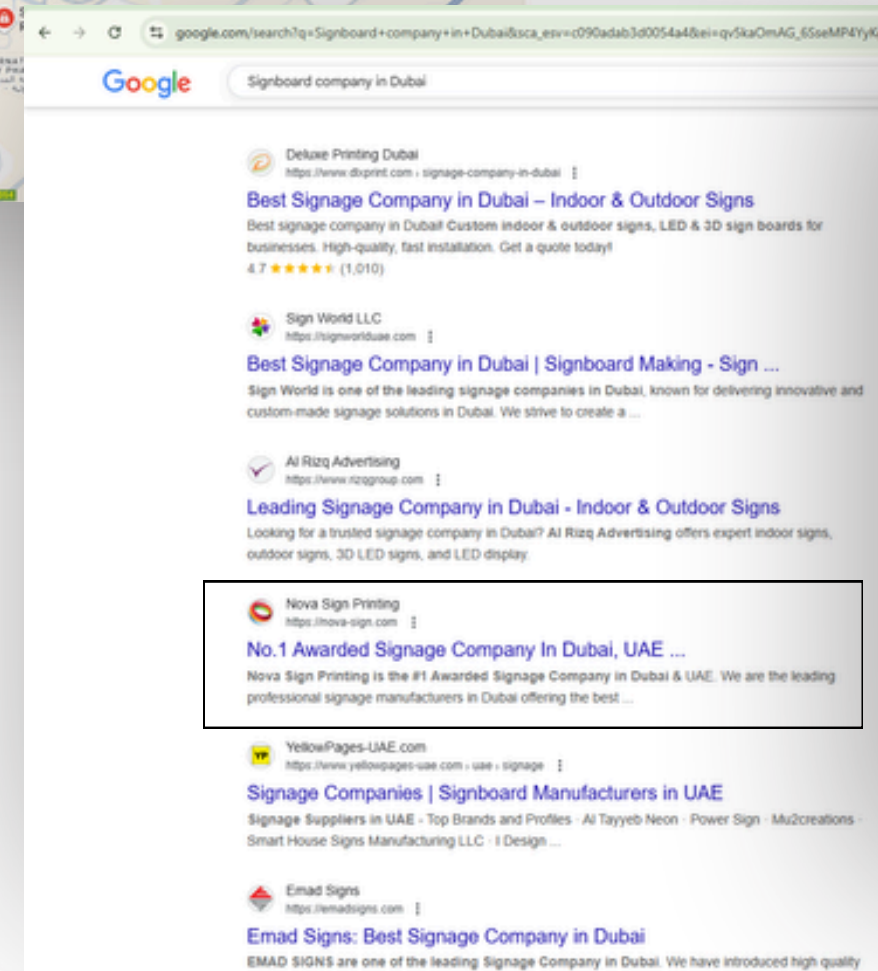 google.com/search?q=Signboard+company+in+Dubai&sca_esv=c090adab3d0054a4&ei=
Google
Signboard company in Dubai
Deluxe Printing Dubai
https://www.dlxprint.com › signage-company-in-dubai
Best Signage Company in Dubai – Indoor & Outdoor Signs
Best signage company in Dubai! Custom indoor & outdoor signs, LED & 3D sign boards for
businesses. High-quality, fast installation. Get a quote today!
4.7 ★★★★★ (1,010)
Sign World LLC
https://signworlduae.com
Best Signage Company in Dubai | Signboard Making - Sign ...
Sign World is one of the leading signage companies in Dubai, known for delivering innovative and
custom-made signage solutions in Dubai. We strive to create a ...
Al Rizq Advertising
https://www.rizqgroup.com
Leading Signage Company in Dubai - Indoor & Outdoor Signs
Looking for a trusted signage company in Dubai? Al Rizq Advertising offers expert indoor signs,
outdoor signs, 3D LED signs, and LED display.
Nova Sign Printing
https://nova-sign.com
No.1 Awarded Signage Company In Dubai, UAE ...
Nova Sign Printing is the #1 Awarded Signage Company in Dubai & UAE. We are the leading
professional signage manufacturers in Dubai offering the best ...
YP
YellowPages-UAE.com
https://www.yellowpages-uae.com › uae › signage
Signage Companies | Signboard Manufacturers in UAE
Signage Suppliers in UAE - Top Brands and Profiles · Al Tayyeb Neon · Power Sign · Mu2creations ·
Smart House Signs Manufacturing LLC · I Design ...
Emad Signs
https://emadsigns.com
Emad Signs: Best Signage Company in Dubai
EMAD SIGNS are one of the leading Signage Company in Dubai. We have introduced high quality